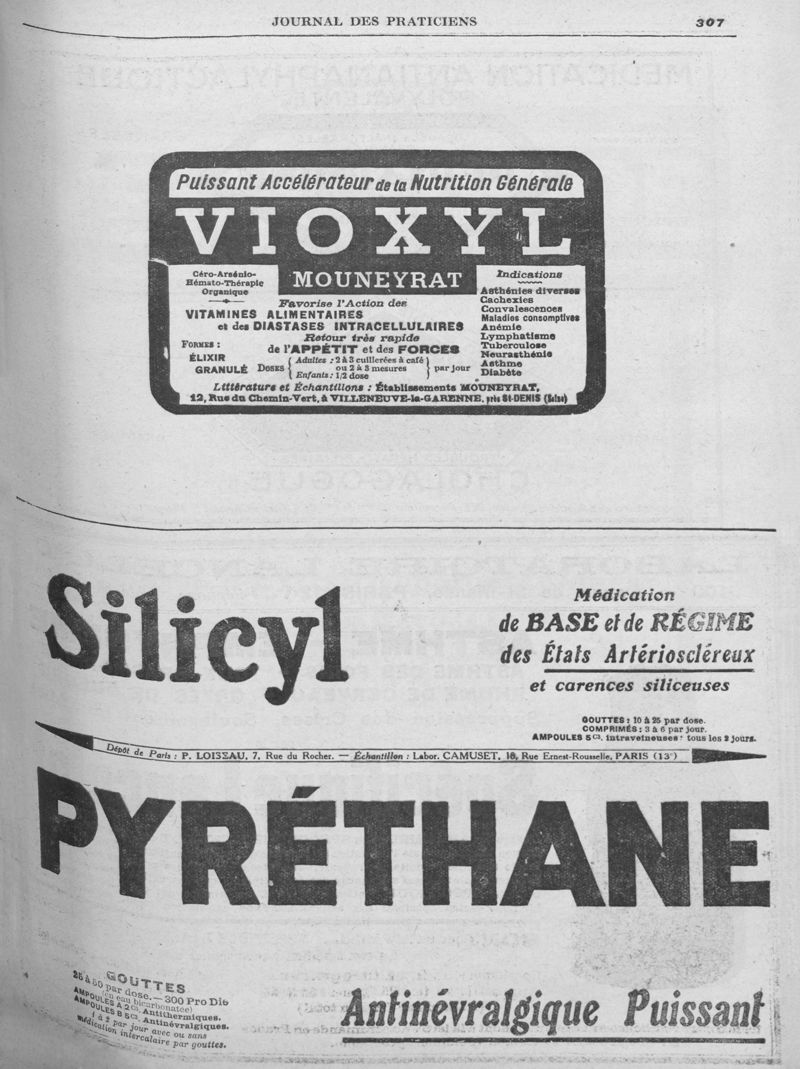 JOURNAL DES PRATICIENS 307
Puissant Accélérateur de la Nutrition Générale
VIOXYL
MOUNEYRAT
Céro-Arsénio-
Hémato-Thérapie
Organique
Favorise l'Action des
VITAMINES ALIMENTAIRES
et des DIASTASES INTRACELLULAIRES
Retour très rapide
de l'APPÉTIT et des FORCES
FORMES :
ÉLIXIR
GRANULÉ
DOSES
Adultes : 2 à 3 cuillerées à café
ou 2 à 3 mesures
Enfants : 1/2 dose
par jour
Indications
Asthénies diverses
Cachexies
Convalescences
Maladies consomptives
Anémie
Lymphatisme
Tuberculose
Neurasthénie
Asthme
Diabète
Littérature et Échantillons : Établissements MOUNEYRAT,
12, Rue du Chemin-Vert, à VILLENEUVE-la-GARENNE, près St-DENIS (Seine)
Silicyl
Médication
de BASE et de RÉGIME
des États Artérioscléreux
et carences siliceuses
GOUTTES : 10 à 25 par dose.
COMPRIMÉS : 3 à 6 par jour.
AMPOULES 5 cs. intraveineuses : tous les 2 jours.
Dépôt de Paris : P. LOISEAU, 7, Rue du Rocher. — Échantillon : Labor. CAMUSET, 18, Rue Ernest-Rousselle, PARIS (13e)
PYRÉTHANE
GOUTTES
25 à 50 par dose. — 300 Pro Die
(en eau bicarbonatée)
AMPOULES A 2 cs. Antithermiques.
AMPOULES B 5 cs. Antinévralgiques.
1 à 2 par jour avec ou sans
médication intercalaire par gouttes.
Antinévralgique Puissant